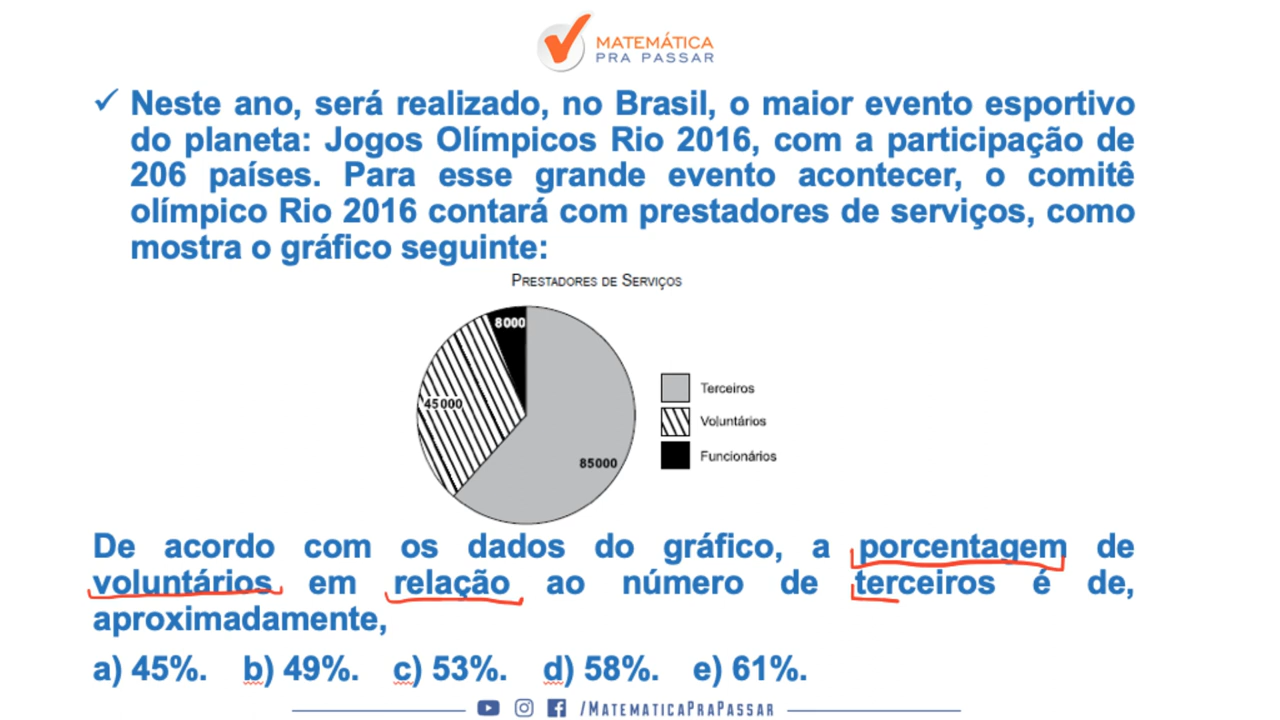 MATEMÁTICA
PRA PASSAR
✓ Neste ano, será realizado, no Brasil, o maior evento esportivo
do planeta: Jogos Olímpicos Rio 2016, com a participação de
206 países. Para esse grande evento acontecer, o comitê
olímpico Rio 2016 contará com prestadores de serviços, como
mostra o gráfico seguinte:
PRESTADORES DE SERVIÇOS
8000
45000
85000
Terceiros
Voluntários
Funcionários
De acordo com os dados do gráfico, a porcentagem de
voluntários em relação ao número de terceiros é de,
aproximadamente,
a) 45%. b) 49%. c) 53%. d) 58%. e) 61%.
/MATEMATICAPRAPASSAR